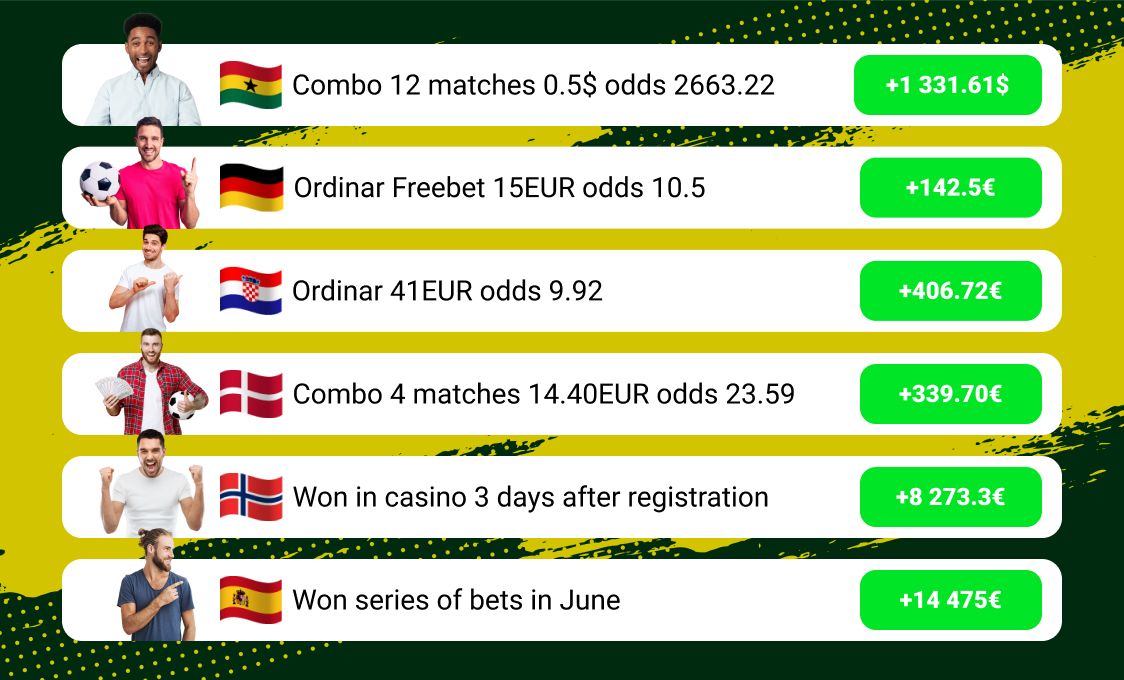 Combo 12 matches 0.5$ odds 2663.22 +1 331.61$
Ordinar Freebet 15EUR odds 10.5 +142.5€
Ordinar 41EUR odds 9.92 +406.72€
Combo 4 matches 14.40EUR odds 23.59 +339.70€
Won in casino 3 days after registration +8 273.3€
Won series of bets in June +14 475€